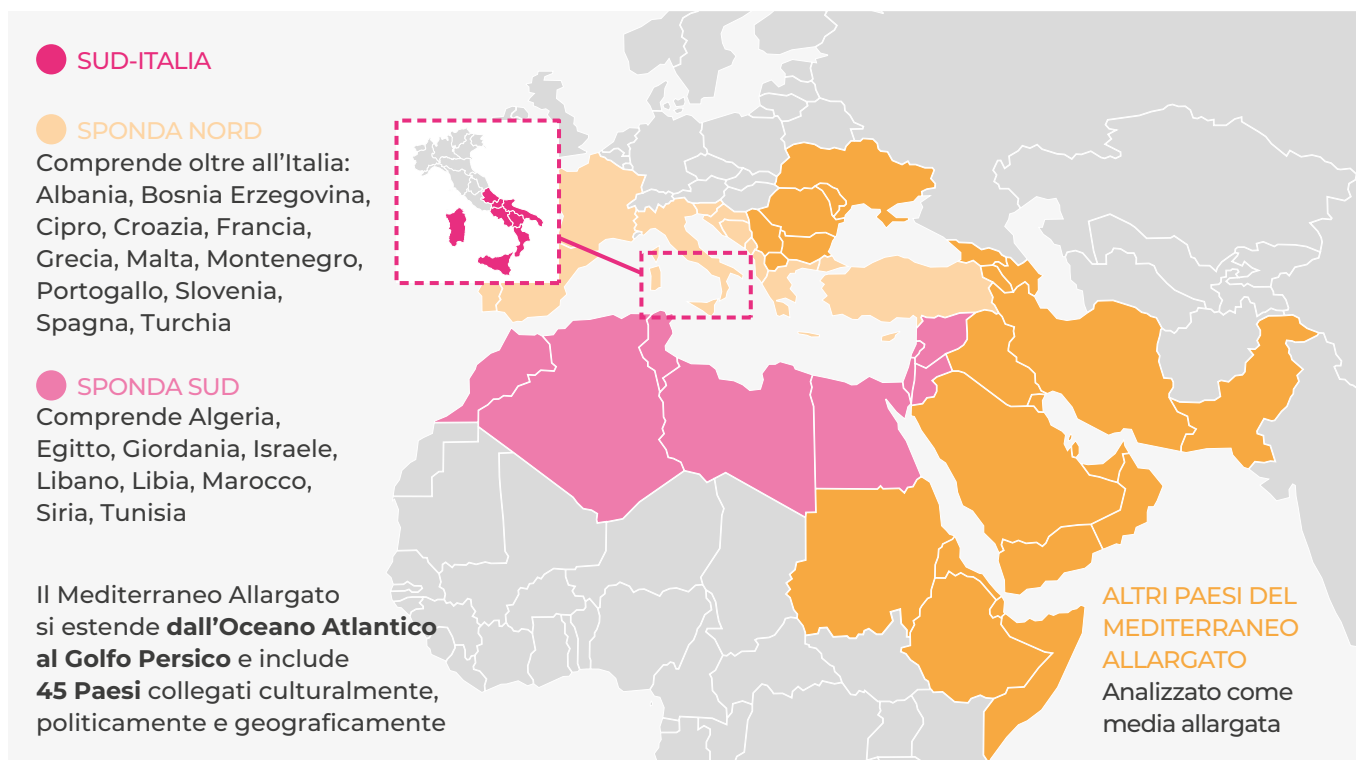 SUD-ITALIA
SPONDA NORD
Comprende oltre all’Italia:
Albania, Bosnia Erzegovina,
Cipro, Croazia, Francia,
Grecia, Malta, Montenegro,
Portogallo, Slovenia,
Spagna, Turchia
SPONDA SUD
Comprende Algeria,
Egitto, Giordania, Israele,
Libano, Libia, Marocco,
Siria, Tunisia
Il Mediterraneo Allargato
si estende dall’Oceano Atlantico
al Golfo Persico e include
45 Paesi collegati culturalmente,
politicamente e geograficamente
ALTRI PAESI DEL
MEDITERRANEO
ALLARGATO
Analizzato come
media allargata